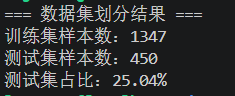 === 数据集划分结果 ===
训练集样本数: 1347
测试集样本数: 450
测试集占比: 25.04%